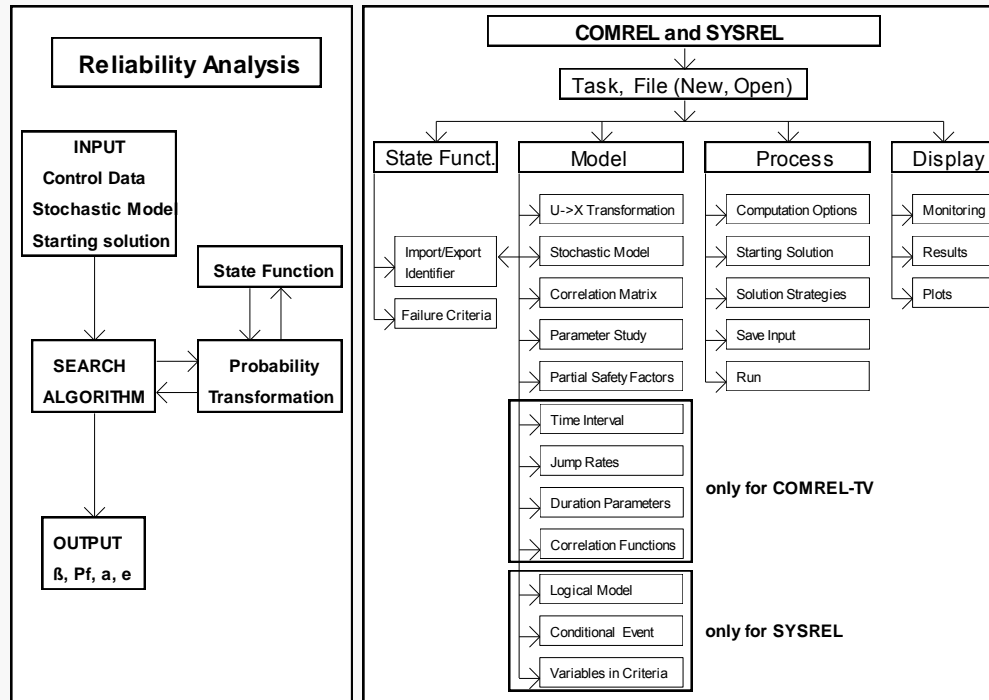 Reliability Analysis
INPUT
Control Data
Stochastic Model
Starting solution
State Function
SEARCH
ALGORITHM
Probability
Transformation
OUTPUT
ß, Pf, a, e
COMREL and SYSREL
Task, File (New, Open)
State Funct.
Import/Export
Identifier
Failure Criteria
Model
U->X Transformation
Stochastic Model
Correlation Matrix
Parameter Study
Partial Safety Factors
Time Interval
Jump Rates
Duration Parameters
Correlation Functions
only for COMREL-TV
Logical Model
Conditional Event
Variables in Criteria
only for SYSREL
Process
Computation Options
Starting Solution
Solution Strategies
Save Input
Run
Display
Monitoring
Results
Plots